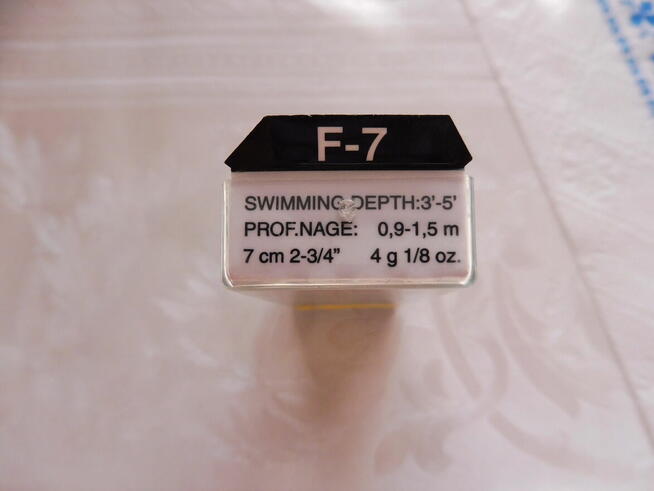 F-7
SWIMMING DEPTH:3'-5'
PROF.NAGE: 0,9-1,5 m
7 cm 2-3/4" 4 g 1/8 oz.